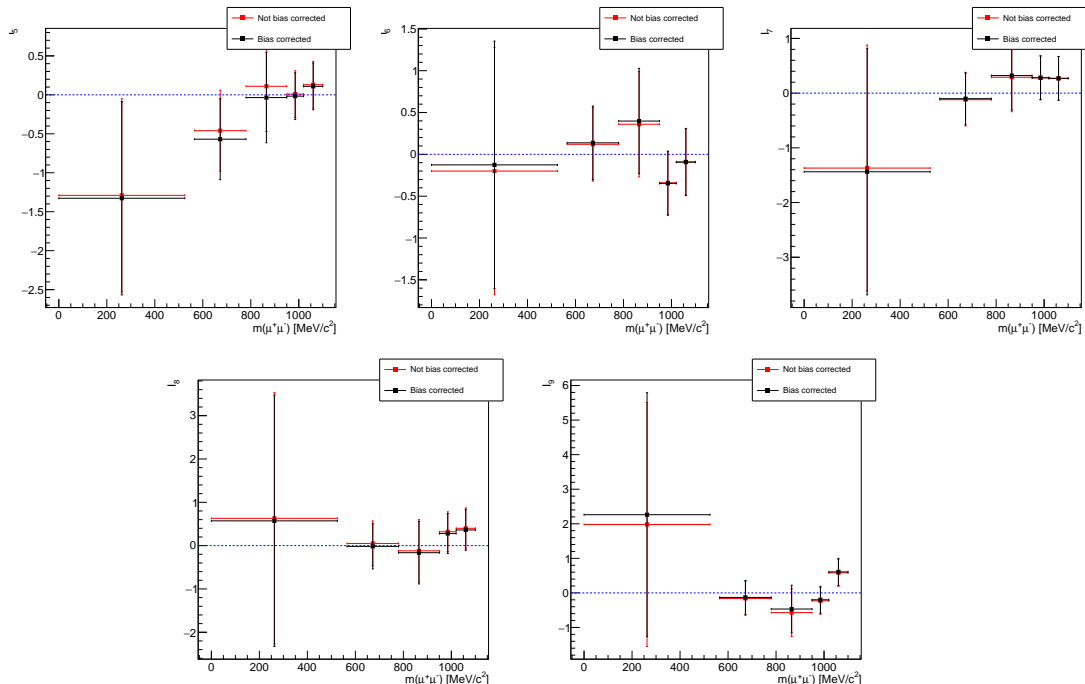 Not bias corrected
Bias corrected
I5
0.5
0
−0.5
−1
−1.5
−2
−2.5
0 200 400 600 800 1000
m(μ+μ-) [MeV/c2]
Not bias corrected
Bias corrected
I6
1.5
1
0.5
0
−0.5
−1
−1.5
0 200 400 600 800 1000
m(μ+μ-) [MeV/c2]
Not bias corrected
Bias corrected
I7
1
0
−1
−2
−3
0 200 400 600 800 1000
m(μ+μ-) [MeV/c2]
Not bias corrected
Bias corrected
I8
3
2
1
0
−1
−2
0 200 400 600 800 1000
m(μ+μ-) [MeV/c2]
Not bias corrected
Bias corrected
I9
6
5
4
3
2
1
0
−1
0 200 400 600 800 1000
m(μ+μ-) [MeV/c2]